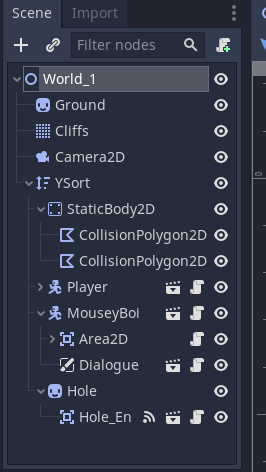 Scene Import
Filter nodes
World_1
Ground
Cliffs
Camera2D
YSort
StaticBody2D
CollisionPolygon2D
CollisionPolygon2D
Player
MouseyBoi
Area2D
Dialogue
Hole
Hole_En